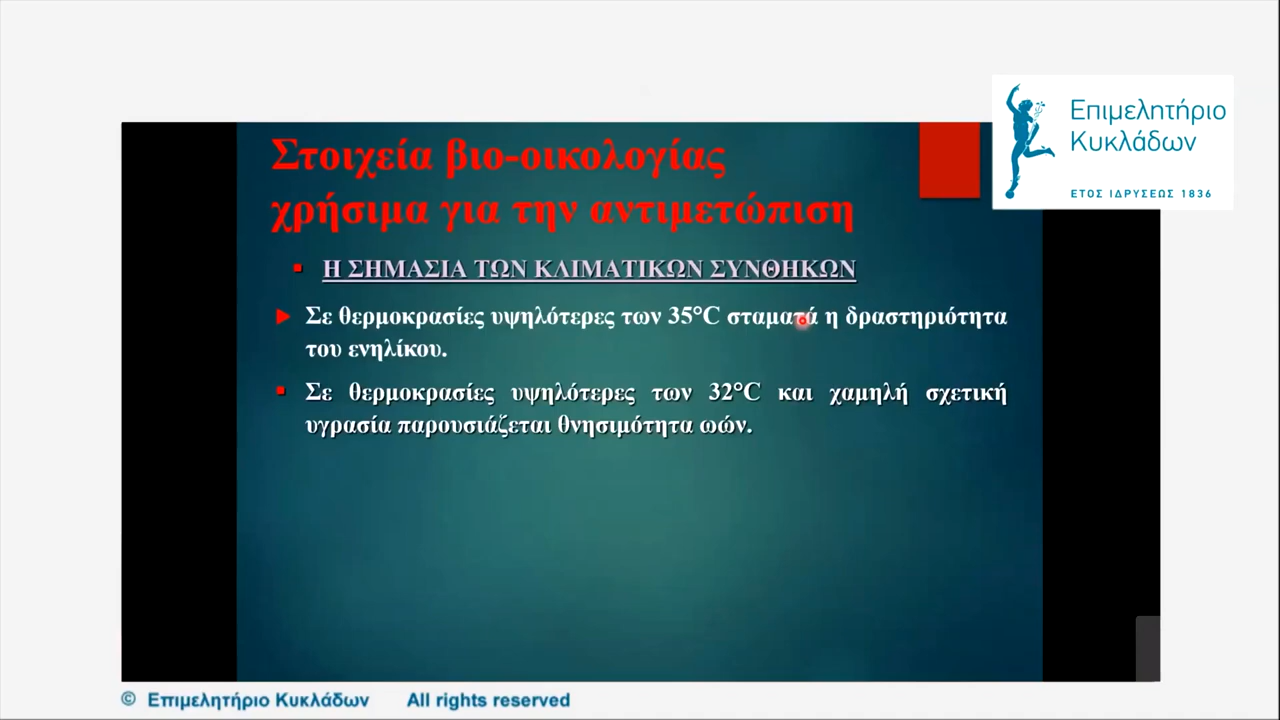 Επιμελητήριο
Κυκλάδων
ΕΤΟΣ ΙΔΡΥΣΕΩΣ 1836
Στοιχεία βιο-οικολογίας
χρήσιμα για την αντιμετώπιση
Η ΣΗΜΑΣΙΑ ΤΩΝ ΚΛΙΜΑΤΙΚΩΝ ΣΥΝΘΗΚΩΝ
Σε θερμοκρασίες υψηλότερες των 35°C σταματά η δραστηριότητα
του ενηλίκου.
Σε θερμοκρασίες υψηλότερες των 32°C και χαμηλή σχετική
υγρασία παρουσιάζεται θνησιμότητα ωών.
© Επιμελητήριο Κυκλάδων All rights reserved